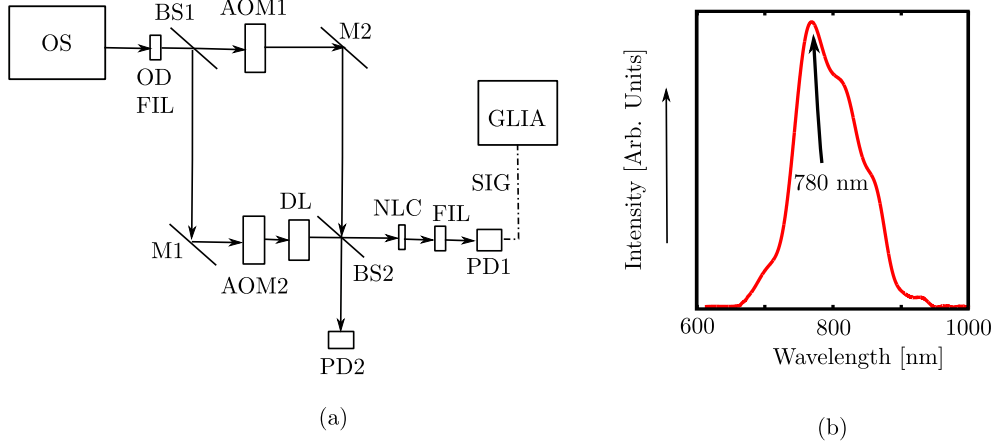 OS
BS1
AOM1
M2
OD
FIL
GLIA
SIG
DL
NLC
FIL
M1
AOM2
BS2
PD1
PD2
(a)
Intensity [Arb. Units]
780 nm
600
800
1000
Wavelength [nm]
(b)